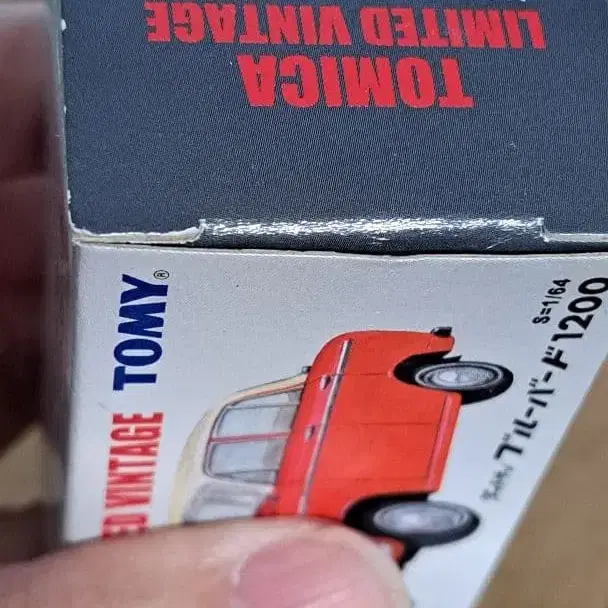 TOMICA
LIMITED VINTAGE
TOMY®
ED VINTAGE
S=1/64
ブルーバード1200